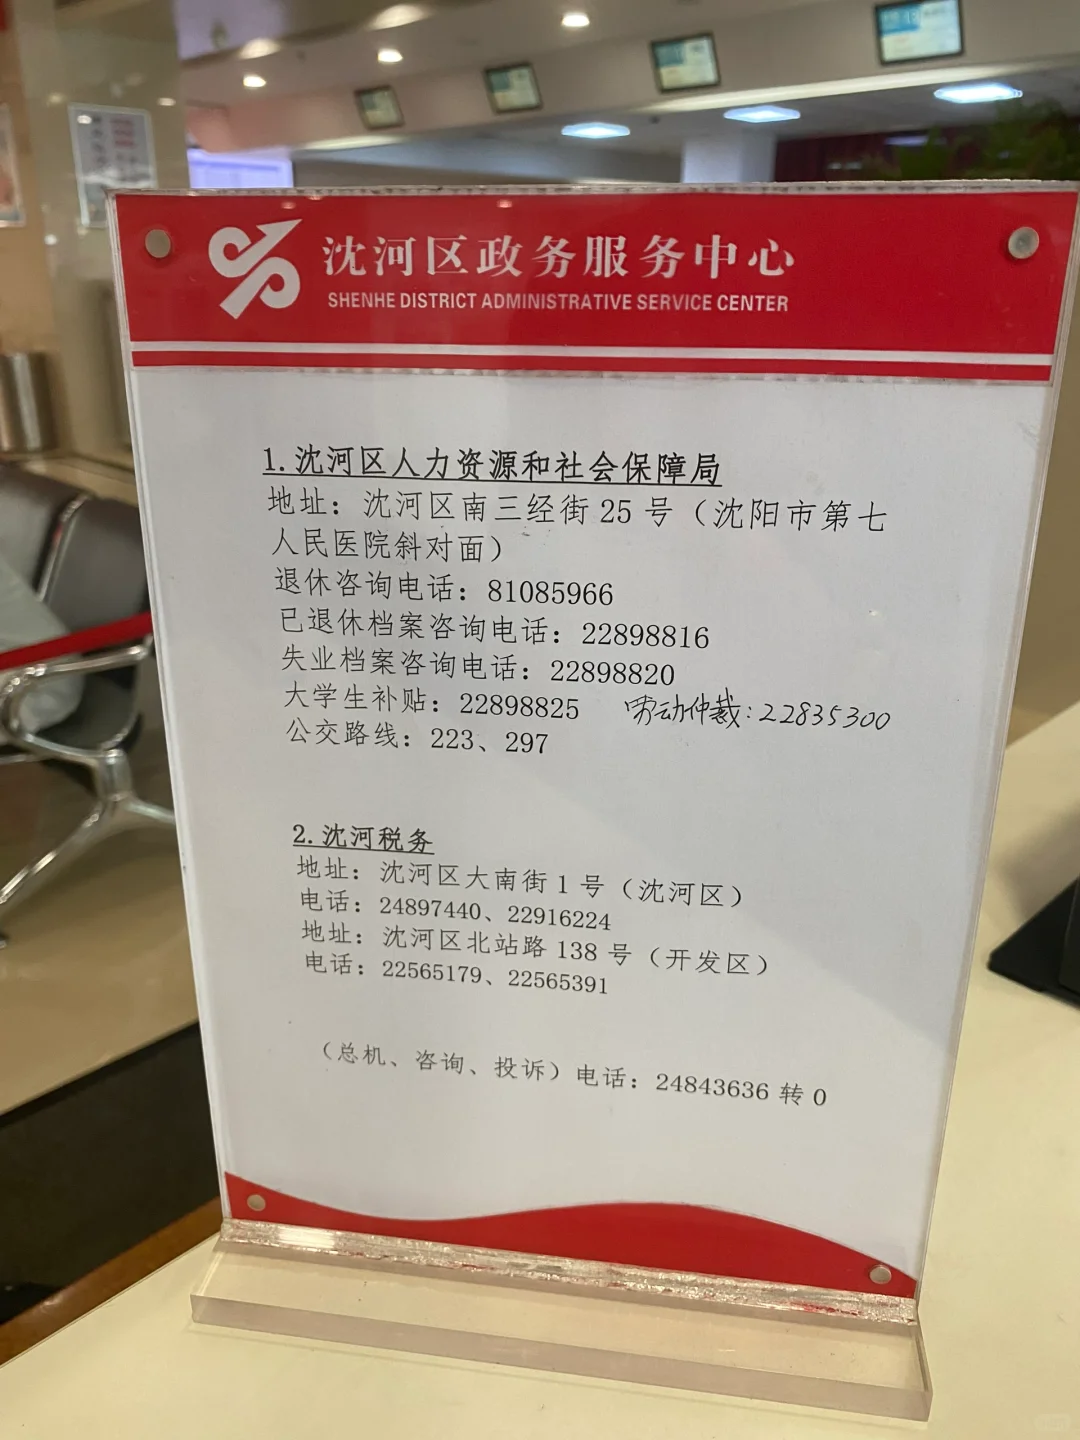 沈河区政务服务中心
SHENHE DISTRICT ADMINISTRATIVE SERVICE CENTER
1.沈河区人力资源和社会保障局
地址：沈河区南三经街 25 号（沈阳市第七
人民医院斜对面）
退休咨询电话：81085966
已退休档案咨询电话：22898816
失业档案咨询电话：22898820
大学生补贴：22898825 劳动仲裁：22835300
公交路线：223、297
2.沈河税务
地址：沈河区大南街 1 号（沈河区）
电话：24897440、22916224
地址：沈河区北站路 138 号（开发区）
电话：22565179、22565391
（总机、咨询、投诉）电话：24843636 转 0